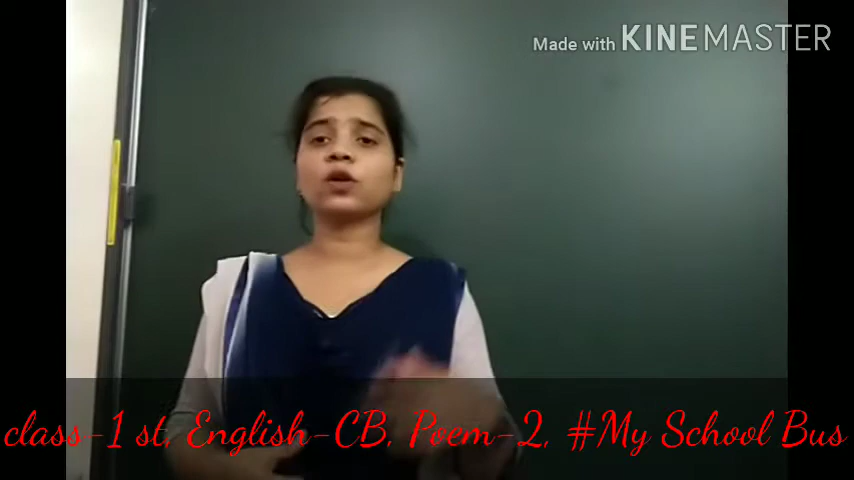 Made with KINEMASTER
class-1 st, English-CB, Poem-2, #My School Bus